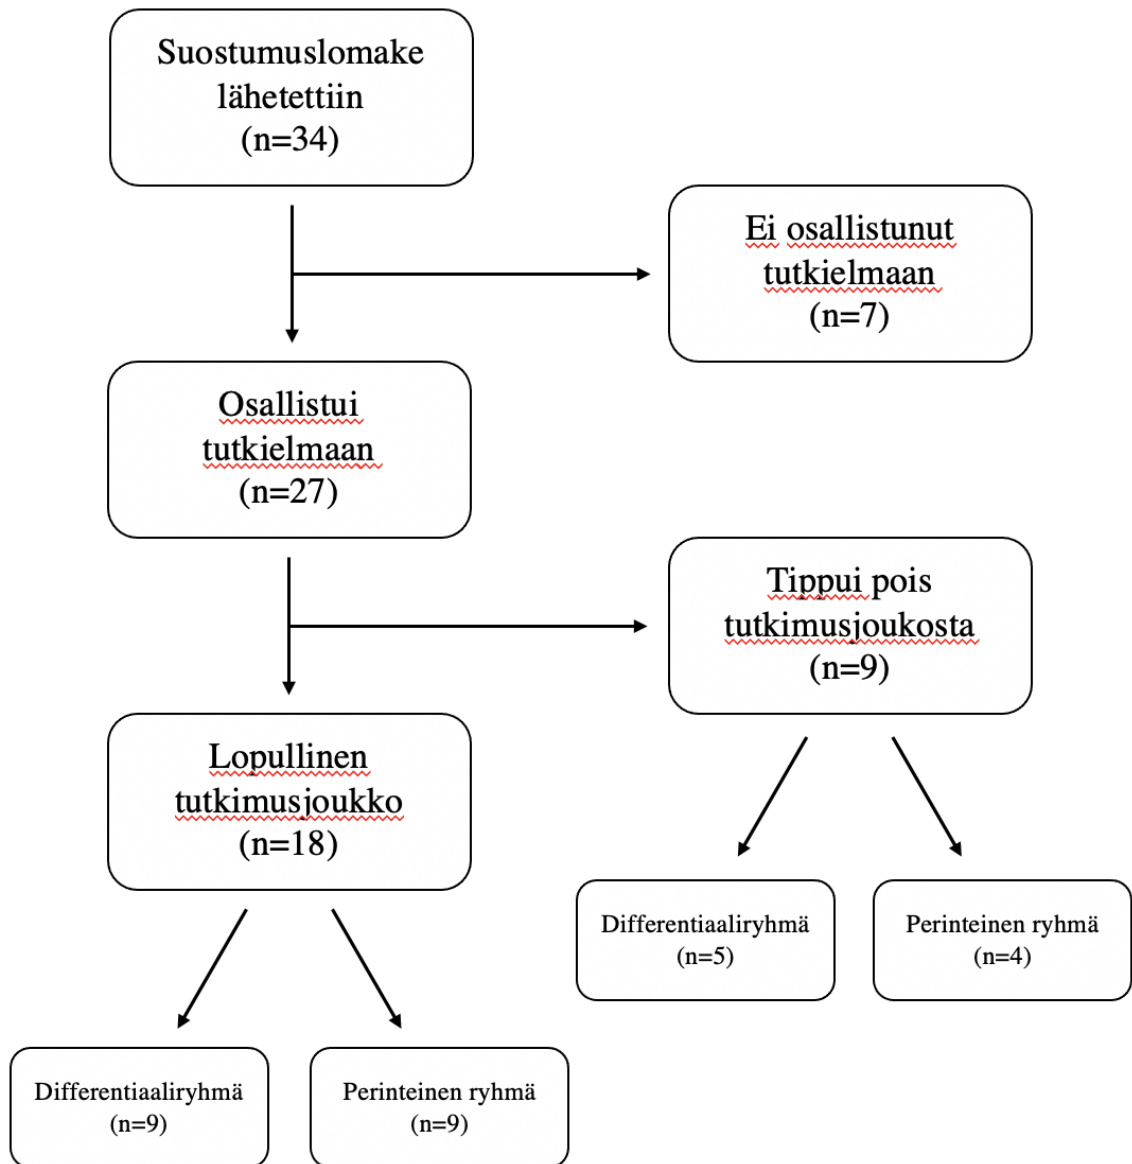 Suostumuslomake
lähetettiin
(n=34)
Ei osallistunut
tutkielmaan
(n=7)
Osallistui
tutkielmaan
(n=27)
Tippui pois
tutkimusjoukosta
(n=9)
Lopullinen
tutkimusjoukko
(n=18)
Differentiaaliryhmä
(n=5)
Perinteinen ryhmä
(n=4)
Differentiaaliryhmä
(n=9)
Perinteinen ryhmä
(n=9)